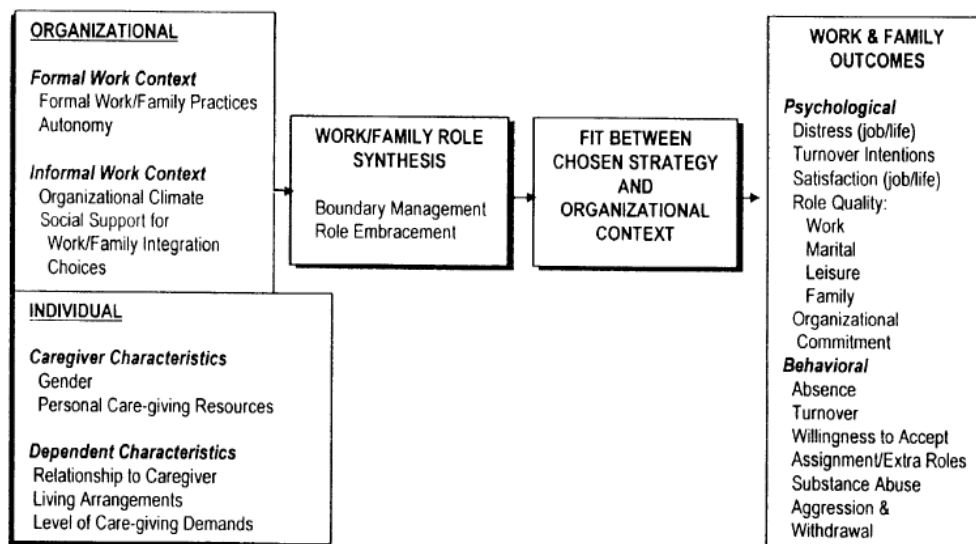 ORGANIZATIONAL
Formal Work Context
Formal Work/Family Practices
Autonomy
Informal Work Context
Organizational Climate
Social Support for
Work/Family Integration
Choices
INDIVIDUAL
Caregiver Characteristics
Gender
Personal Care-giving Resources
Dependent Characteristics
Relationship to Caregiver
Living Arrangements
Level of Care-giving Demands
WORK/FAMILY ROLE
SYNTHESIS
Boundary Management
Role Embracement
FIT BETWEEN
CHOSEN STRATEGY
AND
ORGANIZATIONAL
CONTEXT
WORK & FAMILY
OUTCOMES
Psychological
Distress (job/life)
Turnover Intentions
Satisfaction (job/life)
Role Quality:
Work
Marital
Leisure
Family
Organizational
Commitment
Behavioral
Absence
Turnover
Willingness to Accept
Assignment/Extra Roles
Substance Abuse
Aggression &
Withdrawal